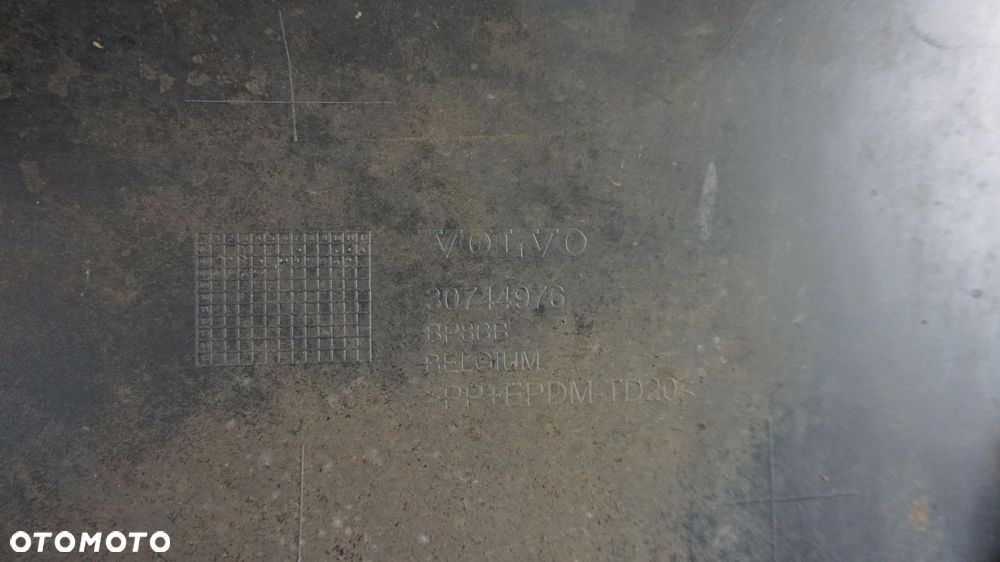 VOLVO
30744976
BP8BB
BELGIUM
>PP+EPDM-TD20<
OTOMOTO